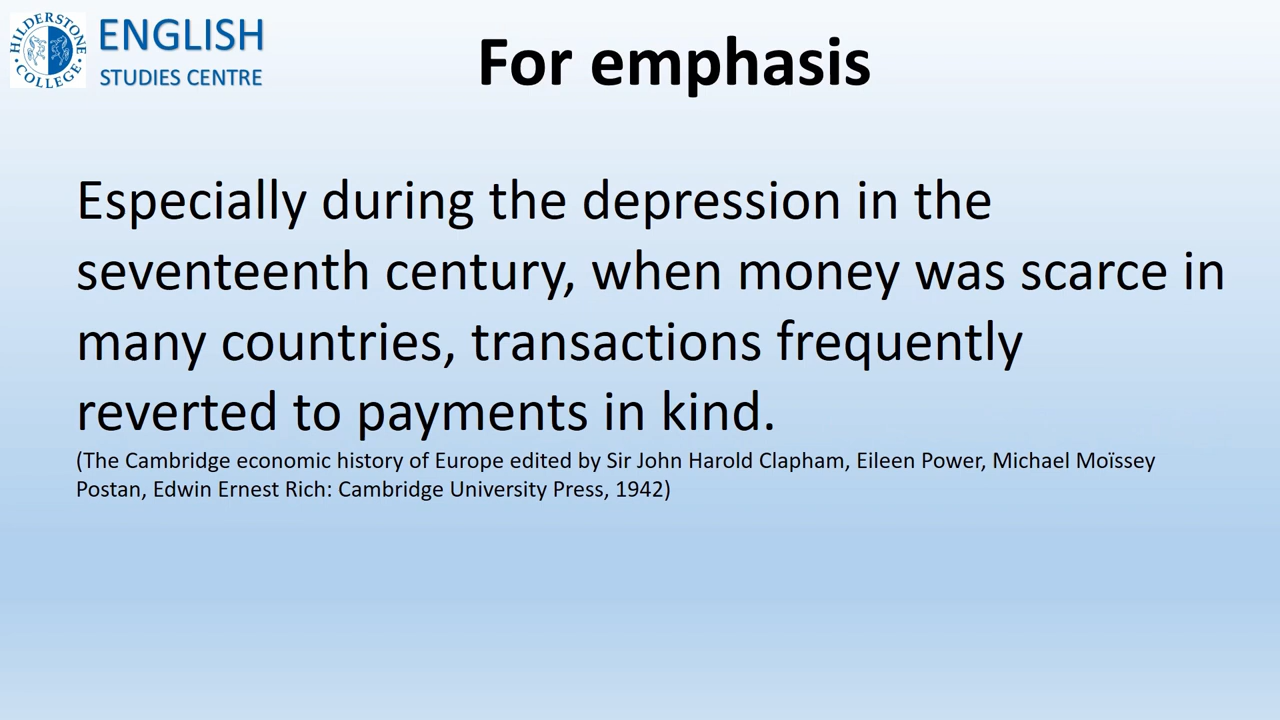 HILDERSTONE
COLLEGE
ENGLISH
STUDIES CENTRE
For emphasis
Especially during the depression in the
seventeenth century, when money was scarce in
many countries, transactions frequently
reverted to payments in kind.
(The Cambridge economic history of Europe edited by Sir John Harold Clapham, Eileen Power, Michael Moïssey
Postan, Edwin Ernest Rich: Cambridge University Press, 1942)